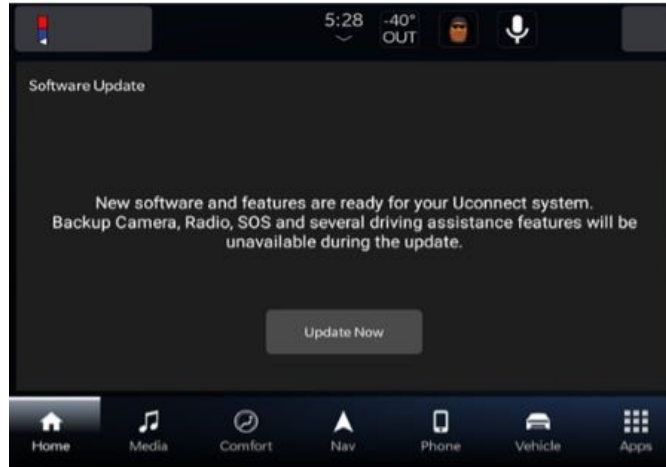 5:28
-40°
OUT
Software Update
New software and features are ready for your Uconnect system.
Backup Camera, Radio, SOS and several driving assistance features will be
unavailable during the update.
Update Now
Home Media Comfort Nav Phone Vehicle Apps